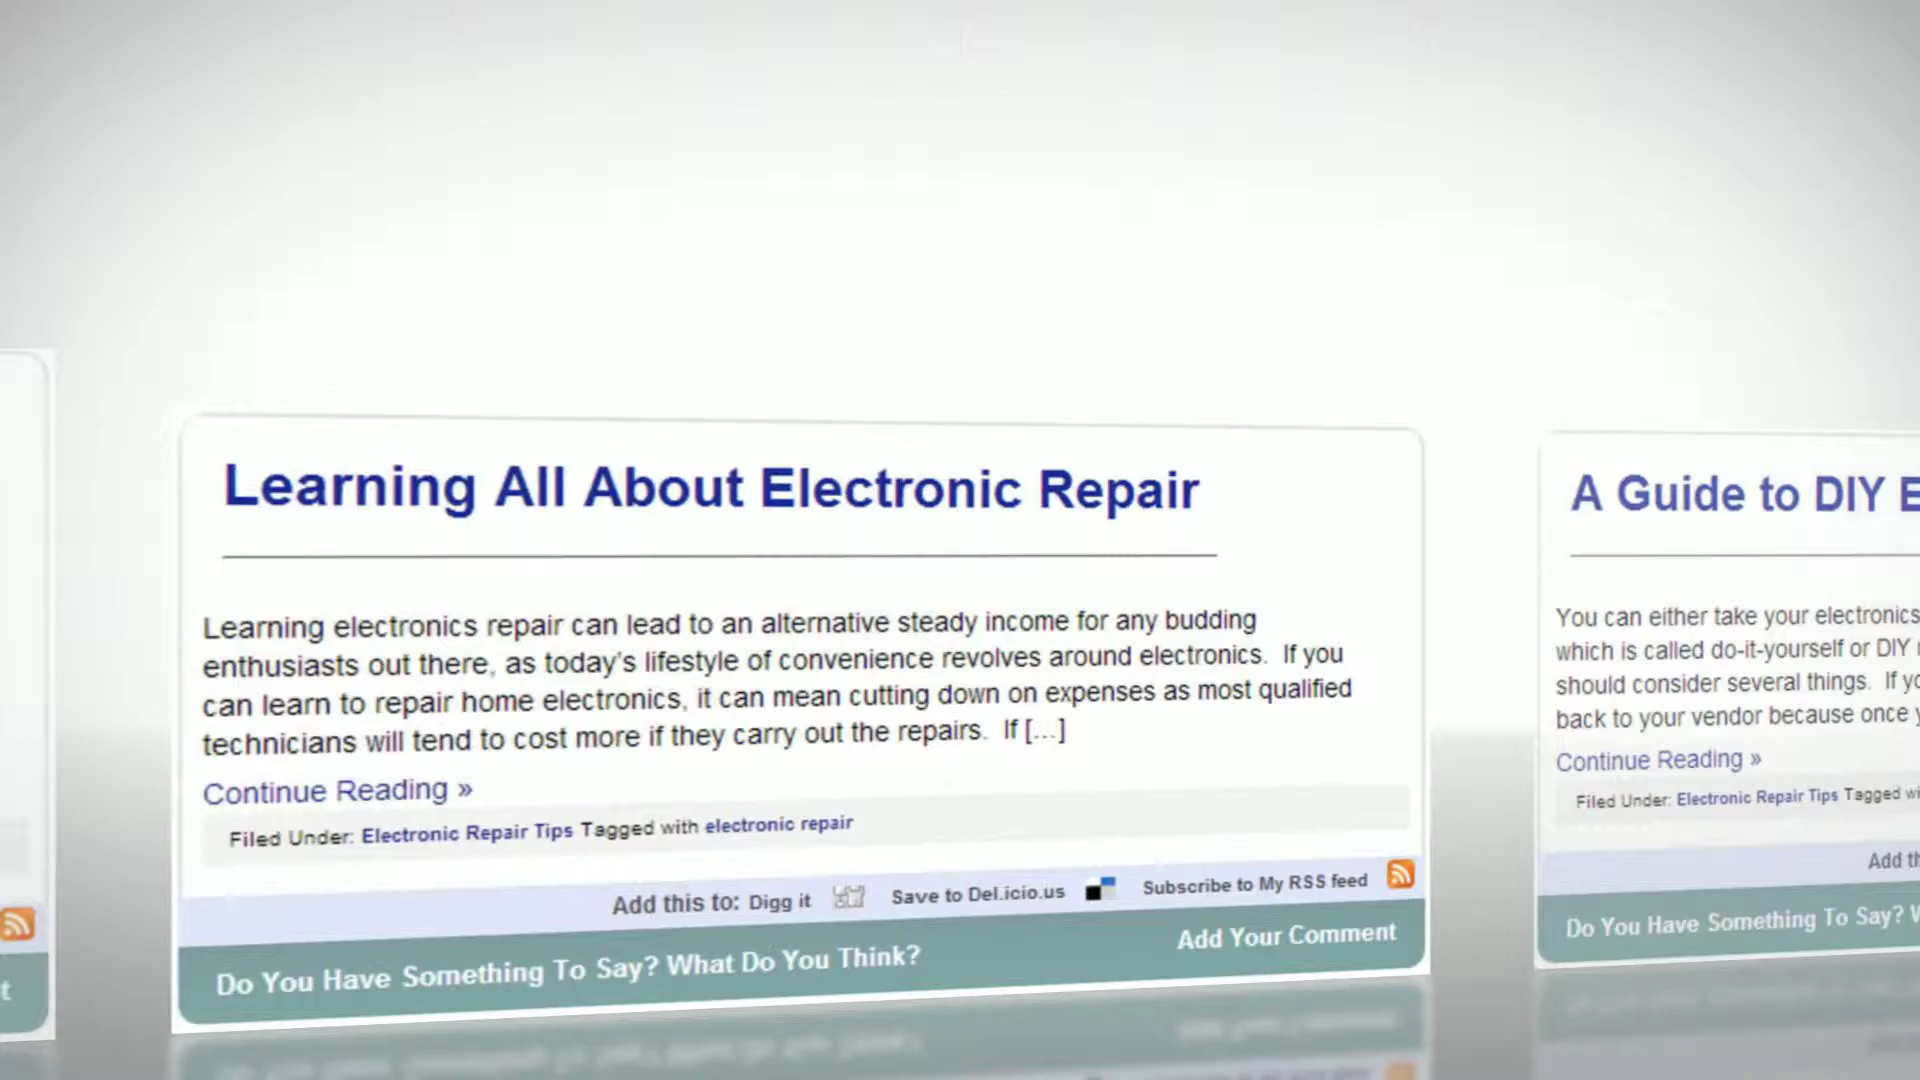 Learning All About Electronic Repair
Learning electronics repair can lead to an alternative steady income for any budding
enthusiasts out there, as today's lifestyle of convenience revolves around electronics.  If you
can learn to repair home electronics, it can mean cutting down on expenses as most qualified
technicians will tend to cost more if they carry out the repairs.  If [...]
Continue Reading »
Filed Under: Electronic Repair Tips Tagged with electronic repair
Add this to: Digg it Save to Del.icio.us Subscribe to My RSS feed
Do You Have Something To Say? What Do You Think? Add Your Comment
A Guide to DIY E
You can either take your electronics
which is called do-it-yourself or DIY
should consider several things.  If
back to your vendor because once
Continue Reading »
Filed Under: Electronic Repair Tips Tagged
Add
Do You Have Something To Say?